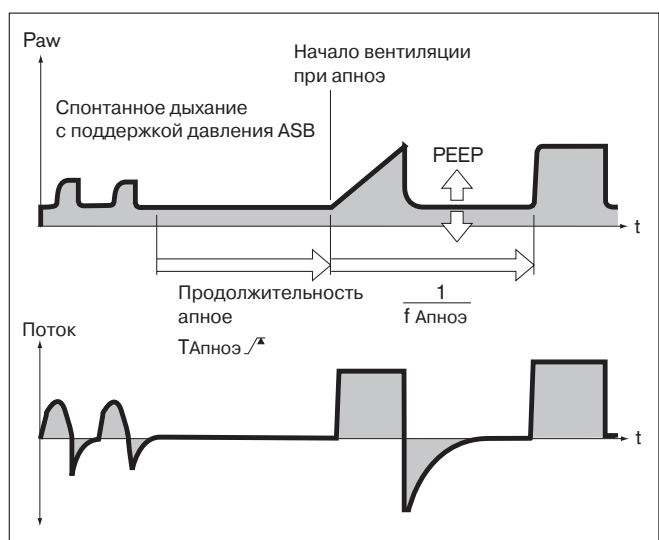 Paw
Начало вентиляции
при апноэ
Спонтанное дыхание
с поддержкой давления ASB
PEEP
t
Продолжительность
апное
TАпноэ
1
f Апноэ
Поток
t